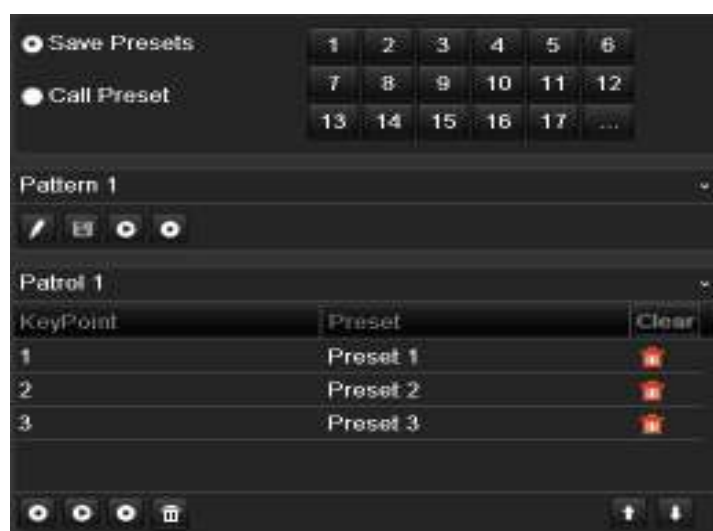 Save Presets
1 2 3 4 5 6
Call Preset
7 8 9 10 11 12
13 14 15 16 17 ...
Pattern 1
Patrol 1
KeyPoint Preset Clear
1 Preset 1
2 Preset 2
3 Preset 3